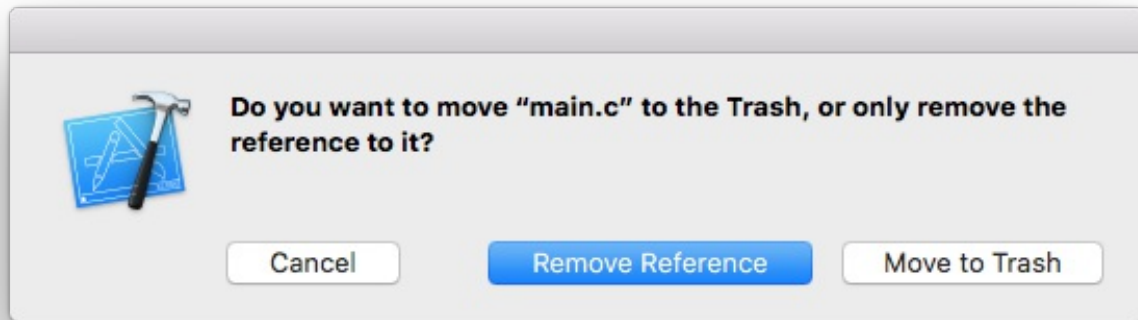 Do you want to move “main.c” to the Trash, or only remove the
reference to it?
Cancel
Remove Reference
Move to Trash